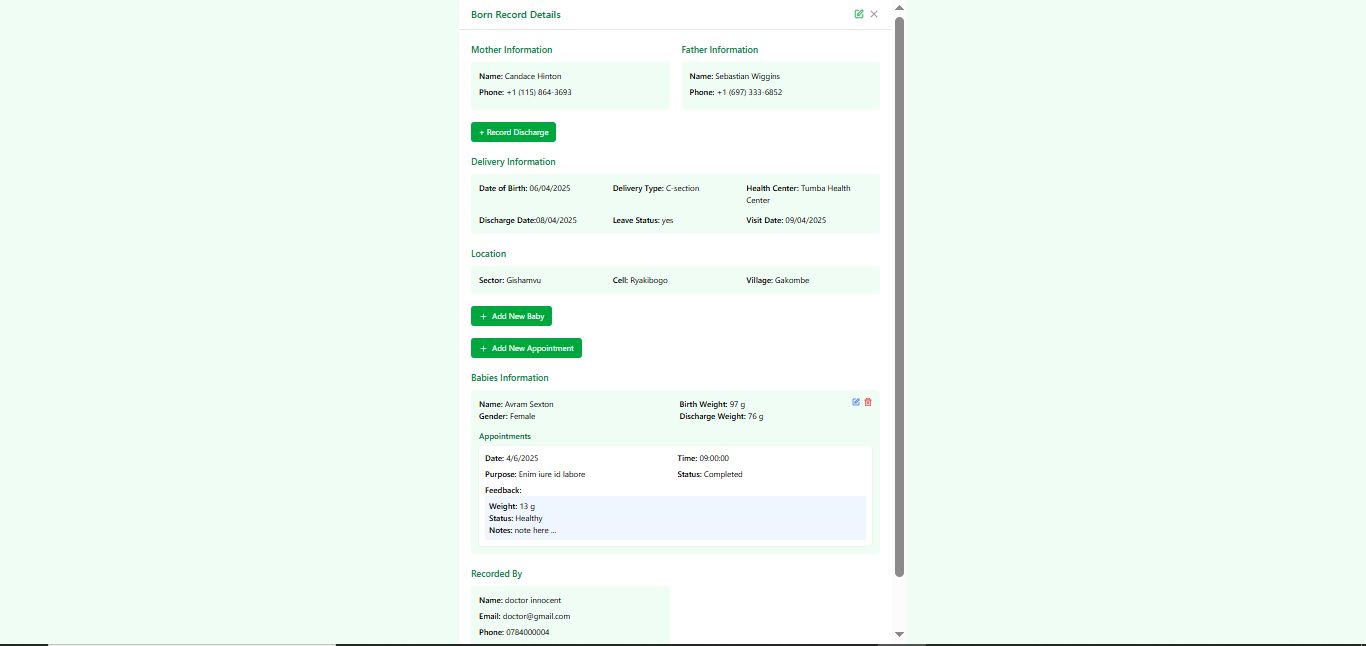 Born Record Details
Mother Information
Father Information
Name: Candace Hinton
Phone: +1 (115) 864-3693
Name: Sebastian Wiggins
Phone: +1 (697) 333-6852
+ Record Discharge
Delivery Information
Date of Birth: 06/04/2025
Delivery Type: C-section
Health Center: Tumba Health
Center
Discharge Date:08/04/2025
Leave Status: yes
Visit Date: 09/04/2025
Location
Sector: Gishamvu
Cell: Ryakibogo
Village: Gakombe
+ Add New Baby
+ Add New Appointment
Babies Information
Name: Avram Sexton
Birth Weight: 97 g
Gender: Female
Discharge Weight: 76 g
Appointments
Date: 4/6/2025
Time: 09:00:00
Purpose: Enim iure id labore
Status: Completed
Feedback:
Weight: 13 g
Status: Healthy
Notes: note here ...
Recorded By
Name: doctor innocent
Email: doctor@gmail.com
Phone: 0784000004